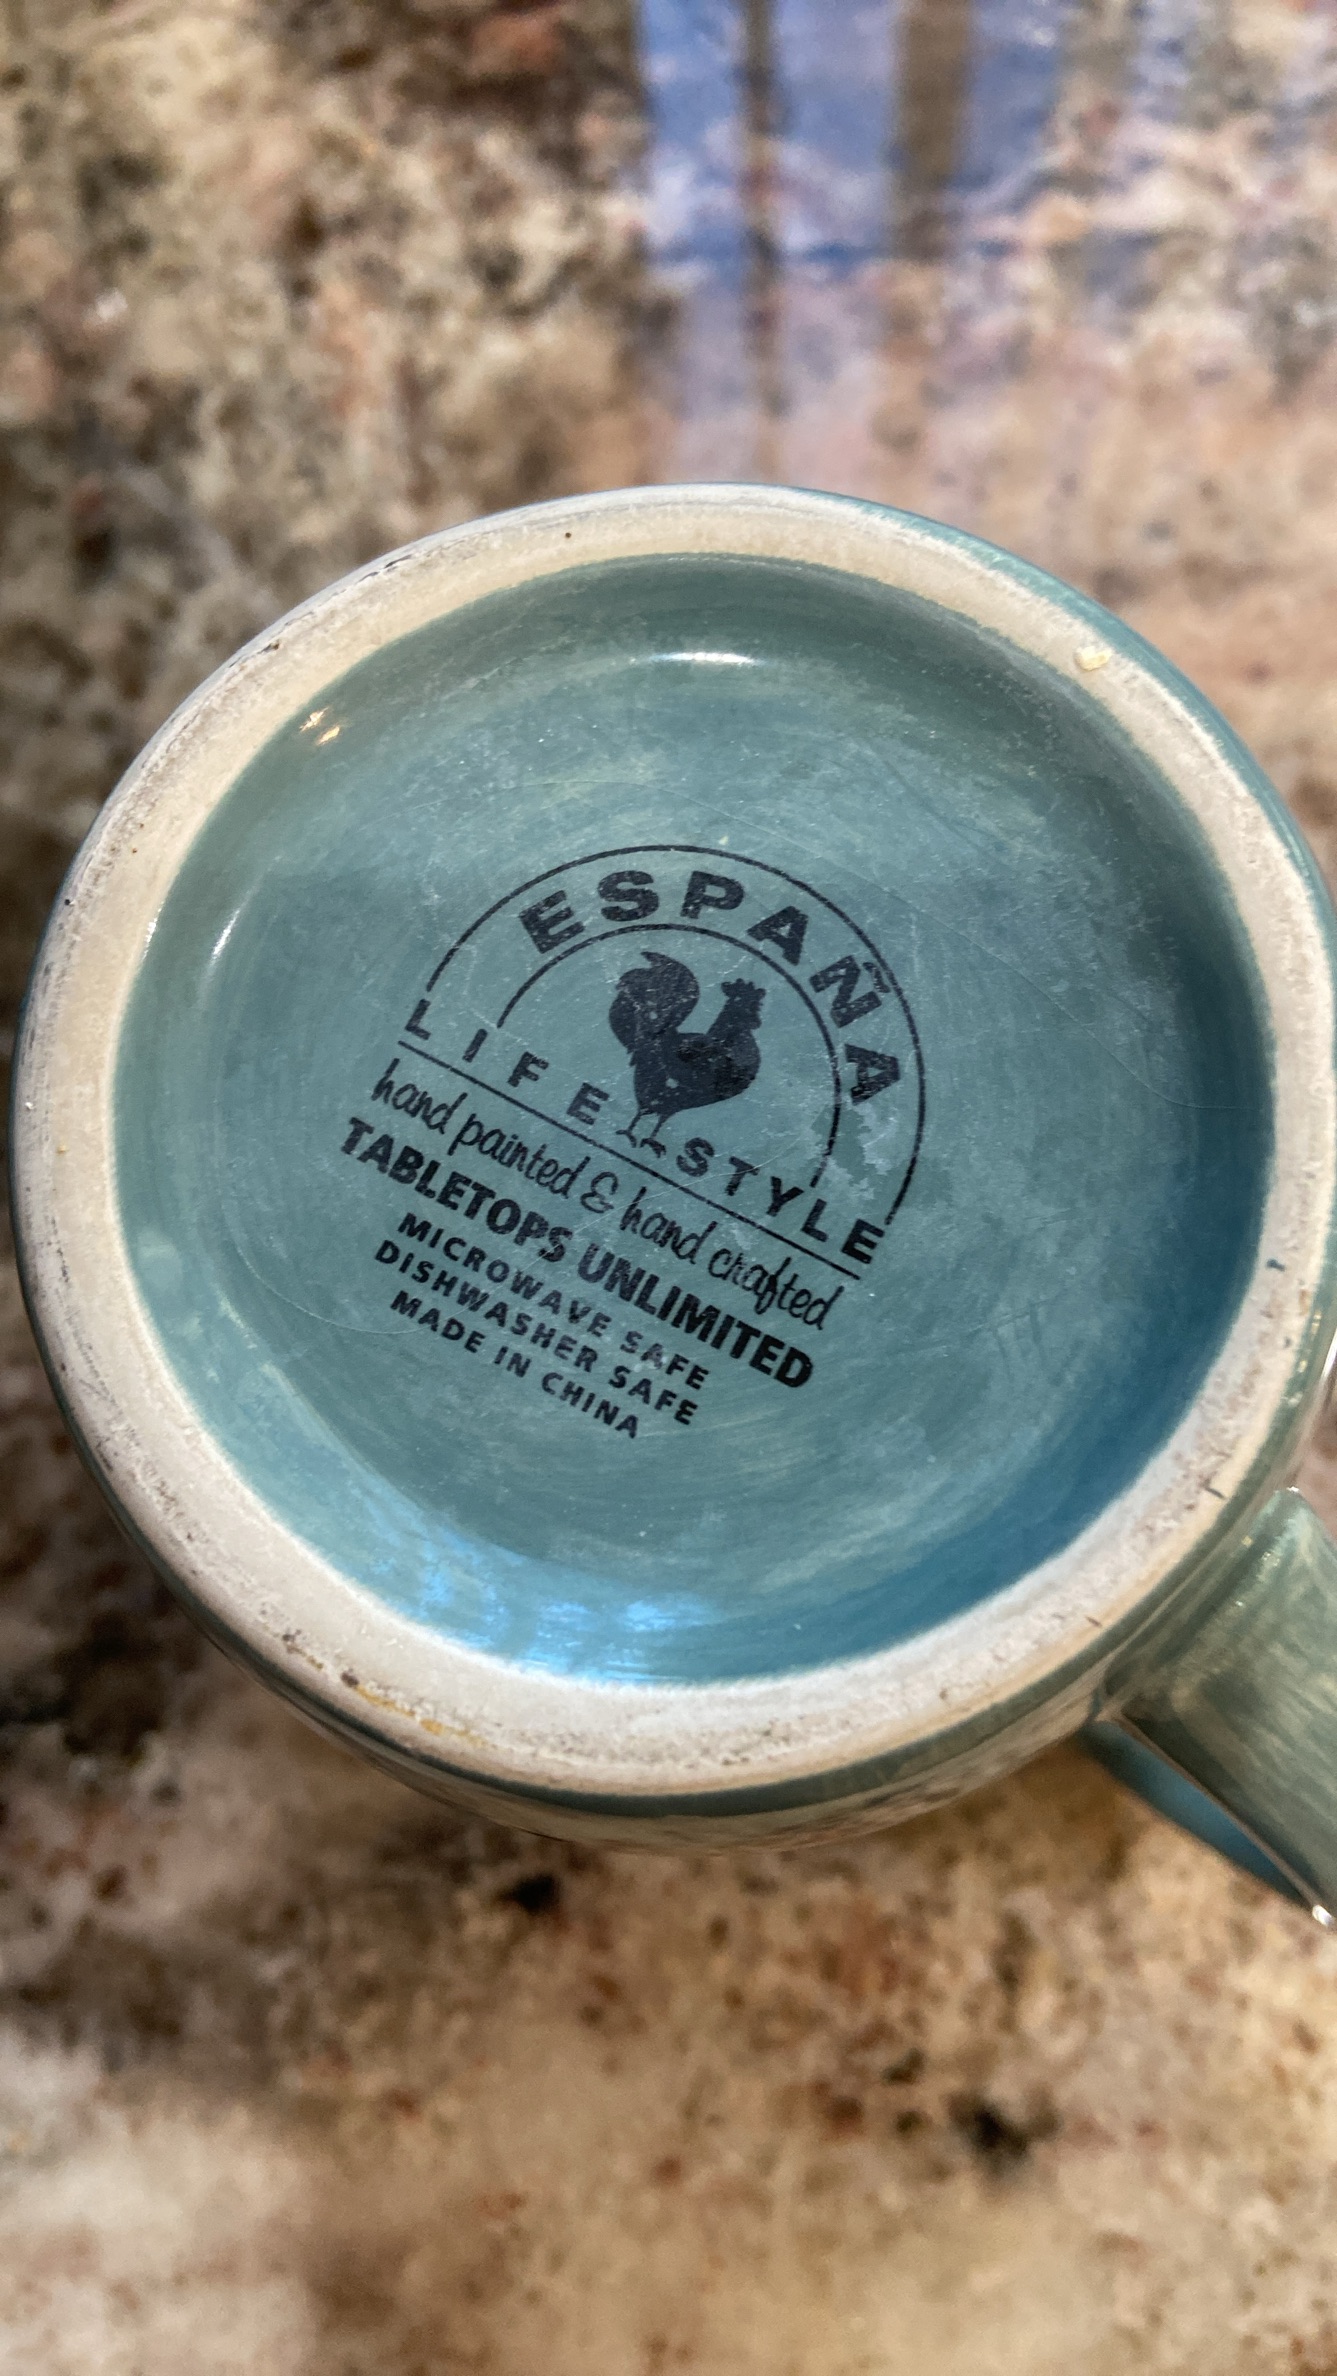 ESPAÑA
LIFESTYLE
hand painted & hand crafted
TABLETOPS UNLIMITED
MICROWAVE SAFE
DISHWASHER SAFE
MADE IN CHINA